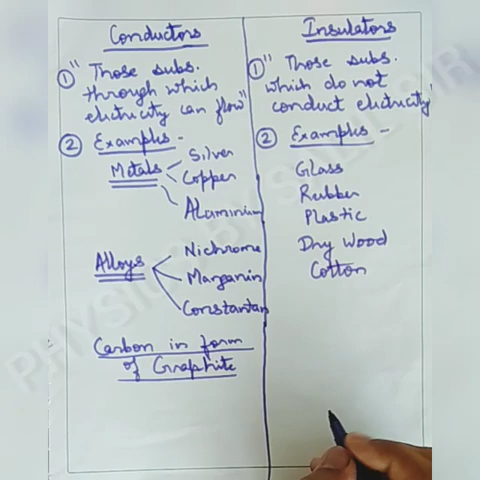 Conductors
① "Those subs.
through which
elictricity can flow"
② Examples -
Metals
Silver
Copper
Aluminium
Alloys
Nichrome
Manganin
Constantan
Carbon in form
of Graphite
Insulators
① "Those subs.
which do not
conduct elictricity"
② Examples -
Glass
Rubber
Plastic
Dry Wood
Cotton